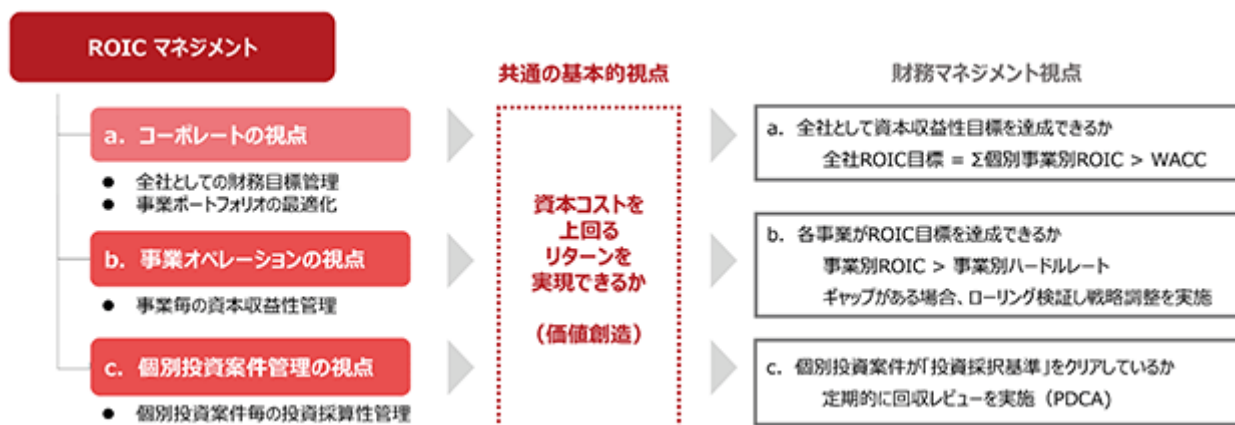 ROIC マネジメント
共通の基本的視点
財務マネジメント視点
a. コーポレートの視点
● 全社としての財務目標管理
● 事業ポートフォリオの最適化
b. 事業オペレーションの視点
● 事業毎の資本収益性管理
c. 個別投資案件管理の視点
● 個別投資案件毎の投資採算性管理
資本コストを
上回る
リターンを
実現できるか
（価値創造）
a. 全社として資本収益性目標を達成できるか
全社ROIC目標 = Σ個別事業別ROIC > WACC
b. 各事業がROIC目標を達成できるか
事業別ROIC > 事業別ハードルレート
ギャップがある場合、ローリング検証し戦略調整を実施
c. 個別投資案件が「投資採択基準」をクリアしているか
定期的に回収レビューを実施（PDCA）